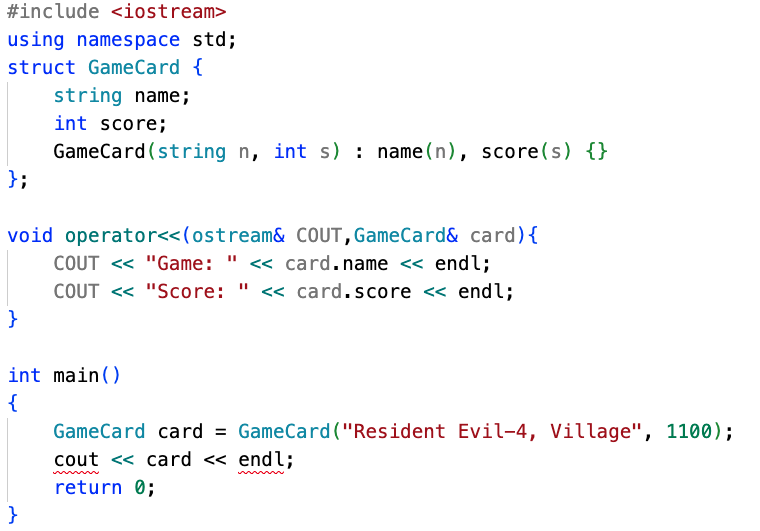 #include <iostream>
using namespace std;
struct GameCard {
    string name;
    int score;
    GameCard(string n, int s) : name(n), score(s) {}
};

void operator<<(ostream& COUT,GameCard& card){
    COUT << "Game: " << card.name << endl;
    COUT << "Score: " << card.score << endl;
}

int main()
{
    GameCard card = GameCard("Resident Evil-4, Village", 1100);
    cout << card << endl;
    return 0;
}